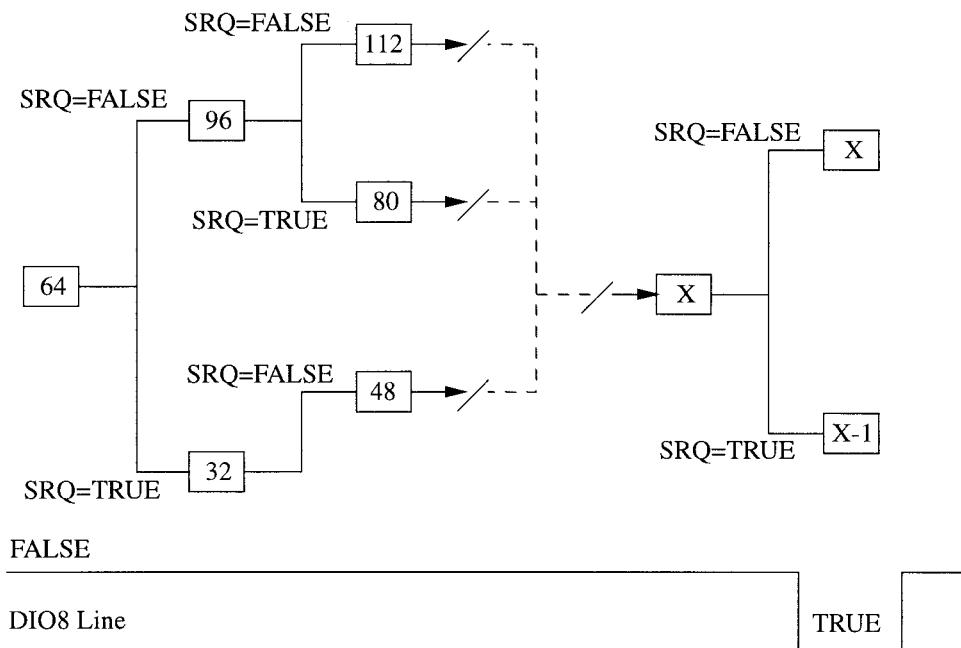 SRQ=FALSE
112
SRQ=FALSE
96
SRQ=FALSE
X
80
SRQ=TRUE
64
X
SRQ=FALSE
48
X-1
SRQ=TRUE
32
SRQ=TRUE
FALSE
DIO8 Line
TRUE